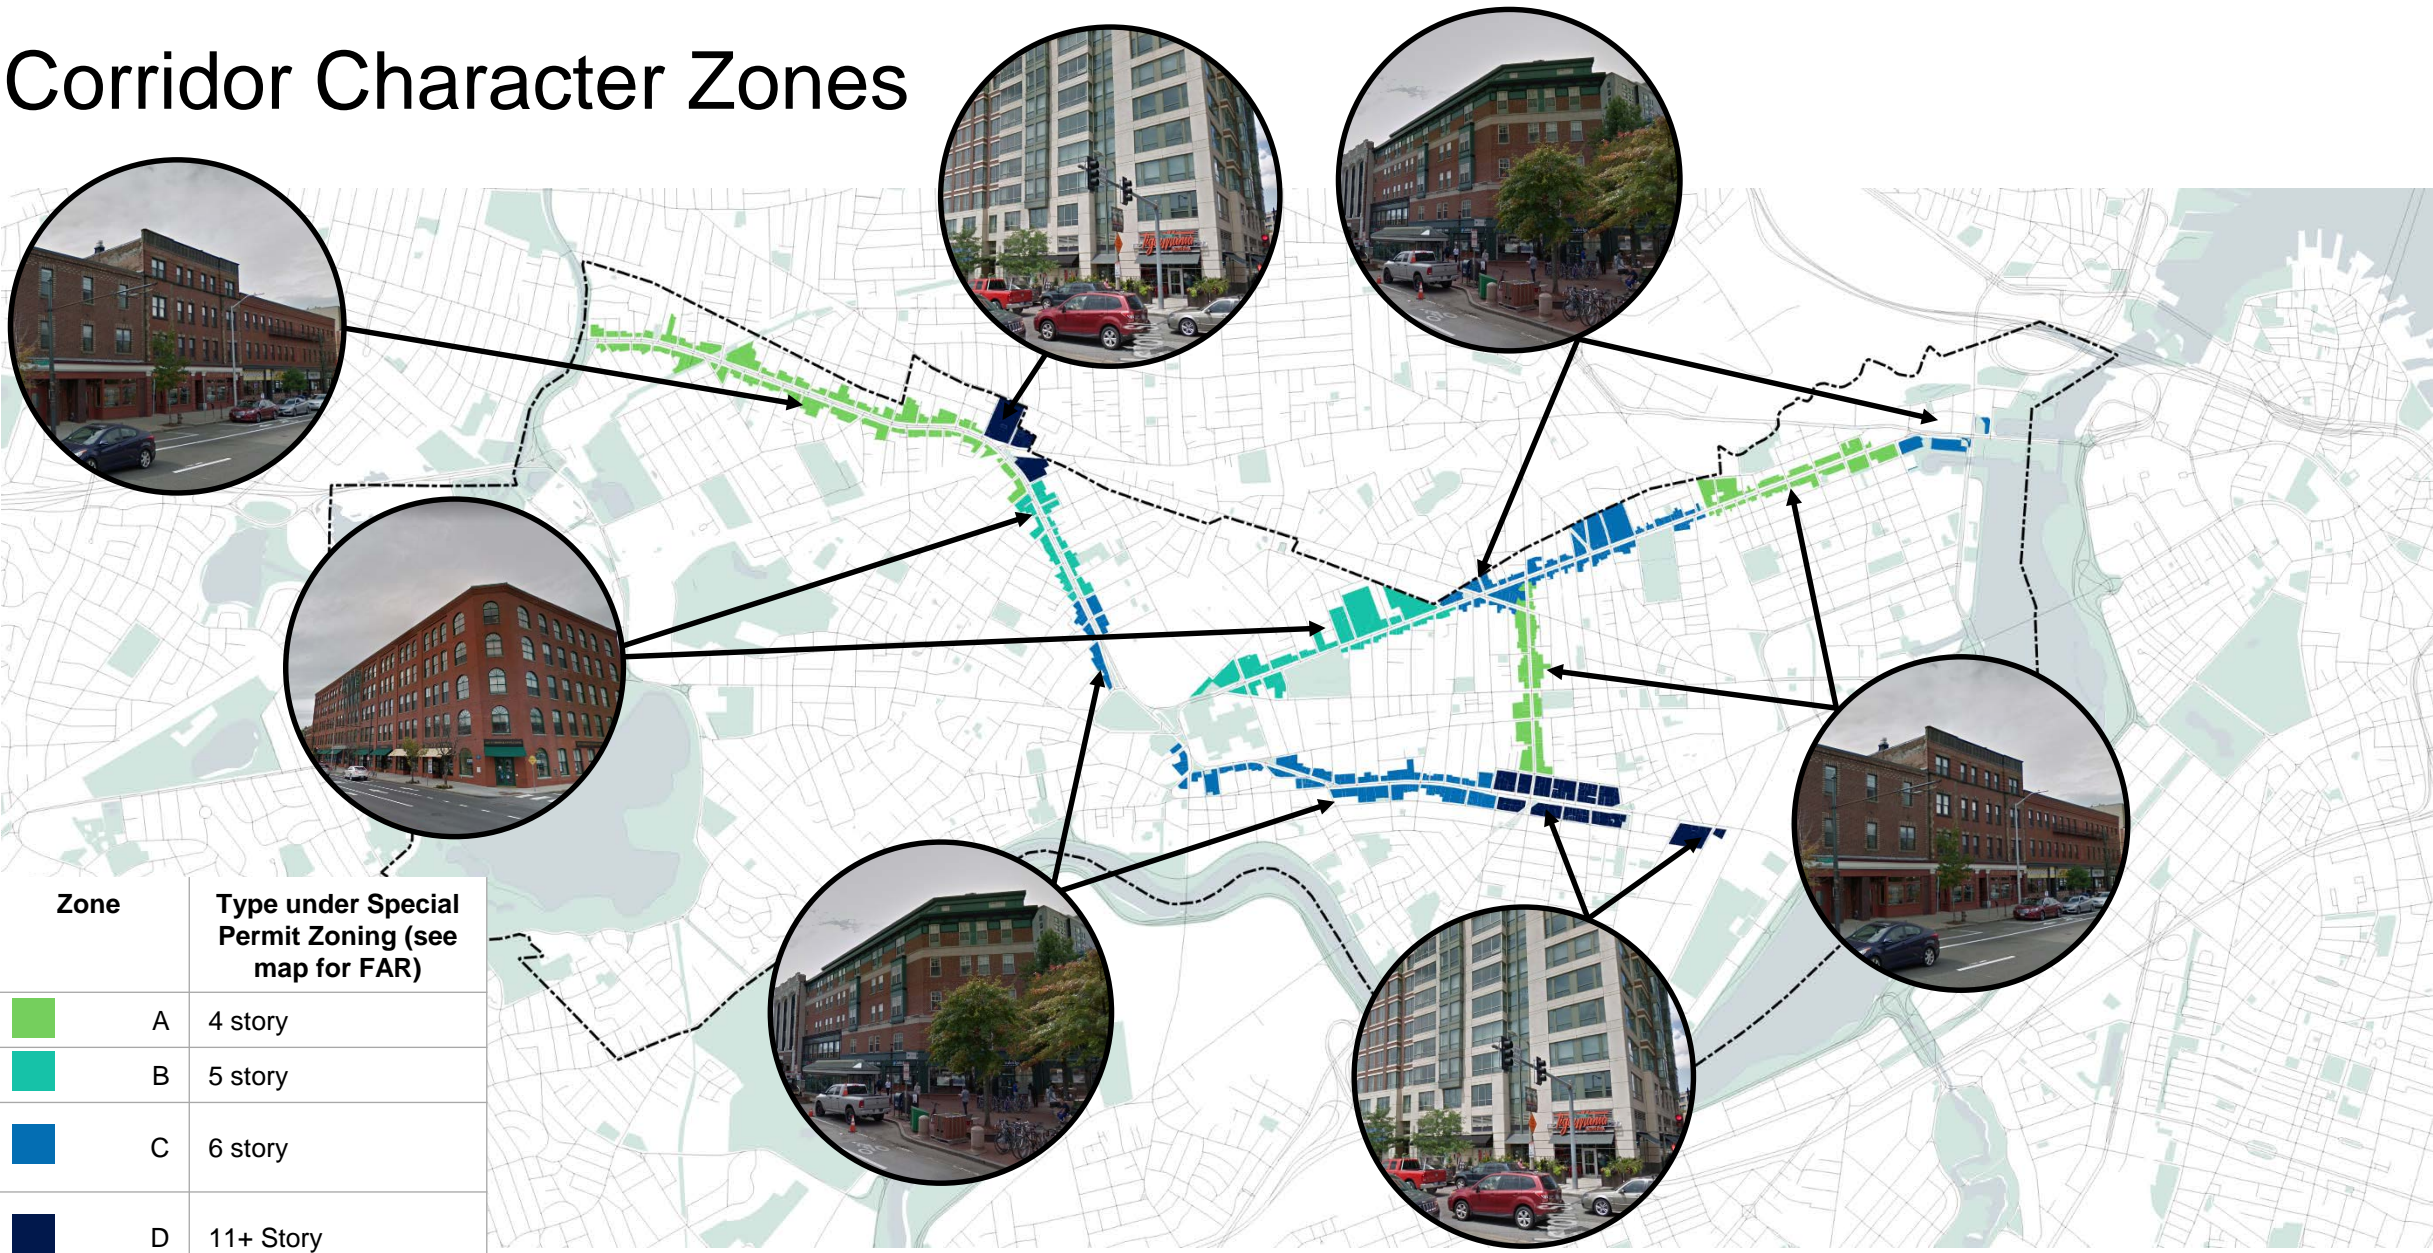 Corridor Character Zones
Zone
Type under Special
Permit Zoning (see
map for FAR)
A
4 story
B
5 story
C
6 story
D
11+ Story